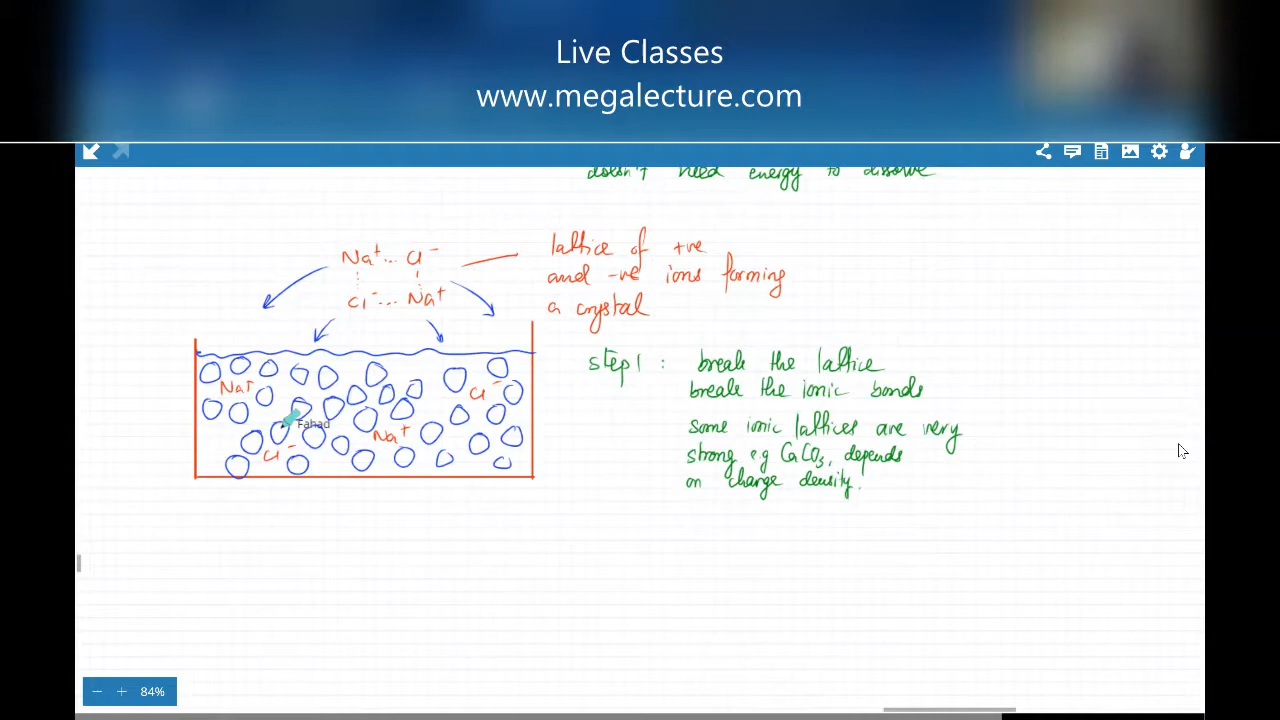 Live Classes
www.megalecture.com
doesn't need energy to dissolve
Na⁺... Cl⁻
Cl⁻... Na⁺
lattice of +ve
and -ve ions forming
a crystal
step 1 : break the lattice
break the ionic bonds
some ionic lattices are very
strong e.g CaCO₃, depends
on charge density.
Na⁺
Cl⁻
Fahad
Na⁺
Cl⁻
84%